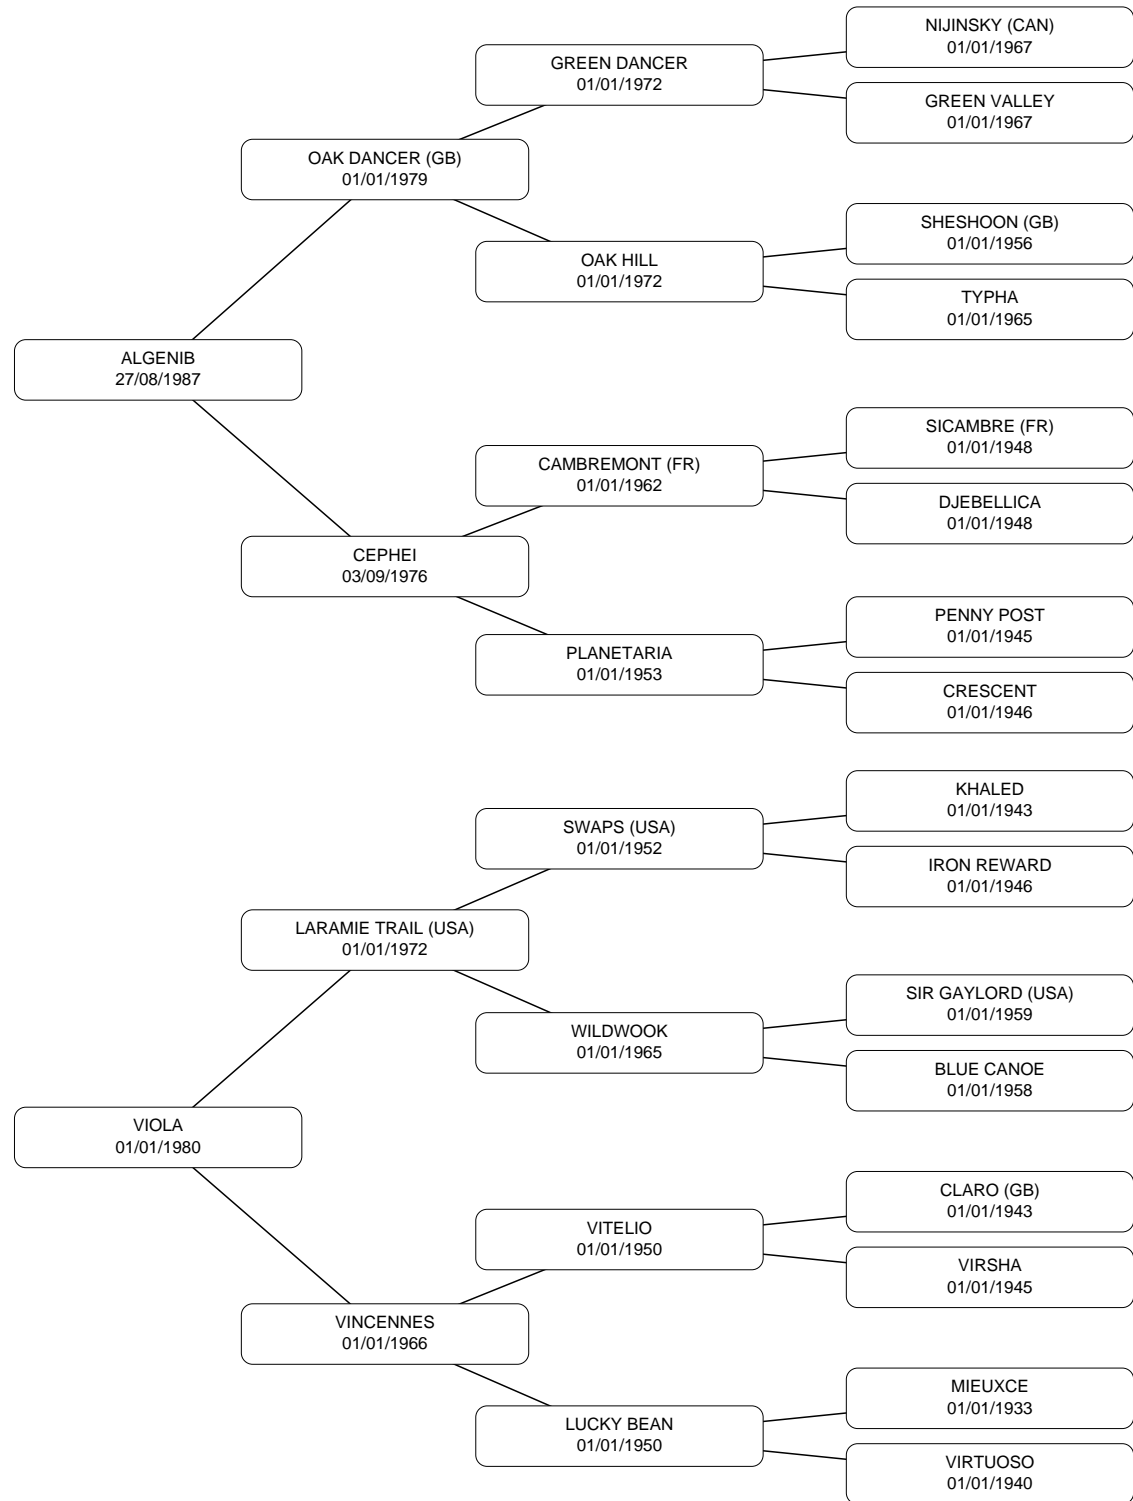 NIJINSKY (CAN)
01/01/1967
GREEN DANCER
01/01/1972
GREEN VALLEY
01/01/1967
OAK DANCER (GB)
01/01/1979
SHESHOON (GB)
01/01/1956
OAK HILL
01/01/1972
TYPHA
01/01/1965
ALGENIB
27/08/1987
SICAMBRE (FR)
01/01/1948
CAMBREMONT (FR)
01/01/1962
DJEBELLICA
01/01/1948
CEPHEI
03/09/1976
PENNY POST
01/01/1945
PLANETARIA
01/01/1953
CRESCENT
01/01/1946
KHALED
01/01/1943
SWAPS (USA)
01/01/1952
IRON REWARD
01/01/1946
LARAMIE TRAIL (USA)
01/01/1972
SIR GAYLORD (USA)
01/01/1959
WILDWOOK
01/01/1965
BLUE CANOE
01/01/1958
VIOLA
01/01/1980
CLARO (GB)
01/01/1943
VITELIO
01/01/1950
VIRSHA
01/01/1945
VINCENNES
01/01/1966
MIEUXCE
01/01/1933
LUCKY BEAN
01/01/1950
VIRTUOSO
01/01/1940